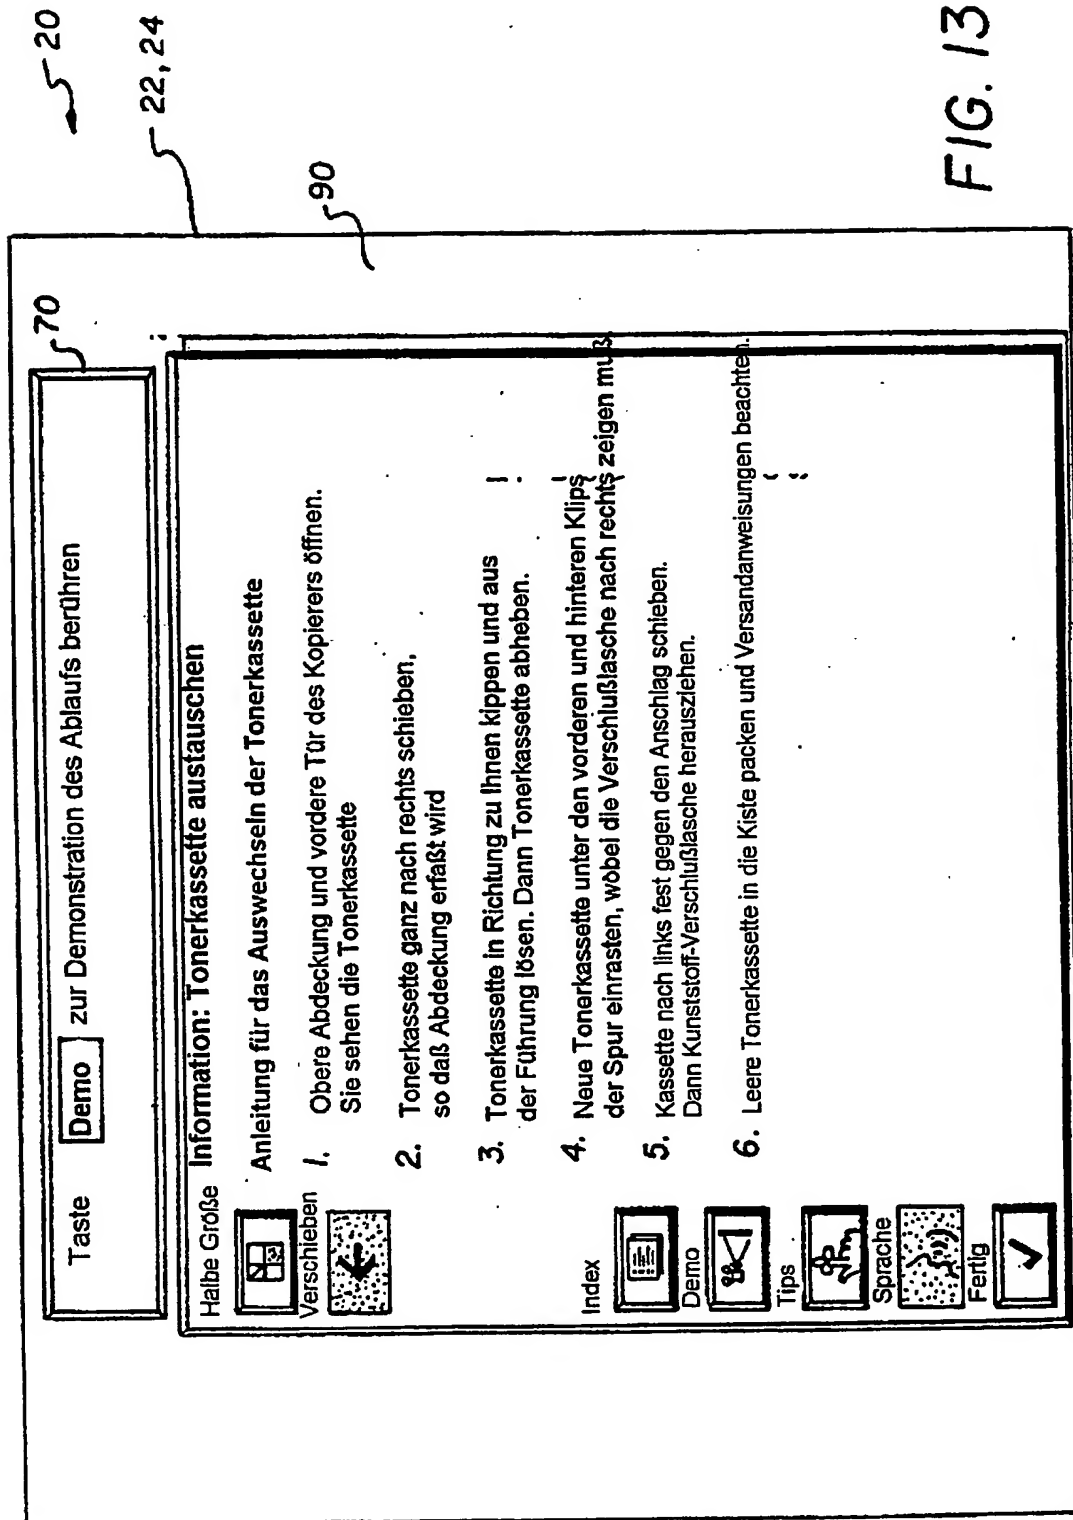 20
22, 24
70
90
Taste Demo zur Demonstration des Ablaufs berühren
Halbe Größe
Information: Tonerkassette austauschen
Anleitung für das Auswechseln der Tonerkassette
Verschieben
1. Obere Abdeckung und vordere Tür des Kopierers öffnen.
Sie sehen die Tonerkassette
2. Tonerkassette ganz nach rechts schieben,
so daß Abdeckung erfaßt wird
3. Tonerkassette in Richtung zu Ihnen kippen und aus
der Führung lösen. Dann Tonerkassette abheben.
4. Neue Tonerkassette unter den vorderen und hinteren Klips
der Spur einrasten, wobei die Verschlußlasche nach rechts zeigen muß.
5. Kassette nach links fest gegen den Anschlag schieben.
Dann Kunststoff-Verschlußlasche herausziehen.
6. Leere Tonerkassette in die Kiste packen und Versandanweisungen beachten.
Index
Demo
Tips
Sprache
Fertig
FIG. 13